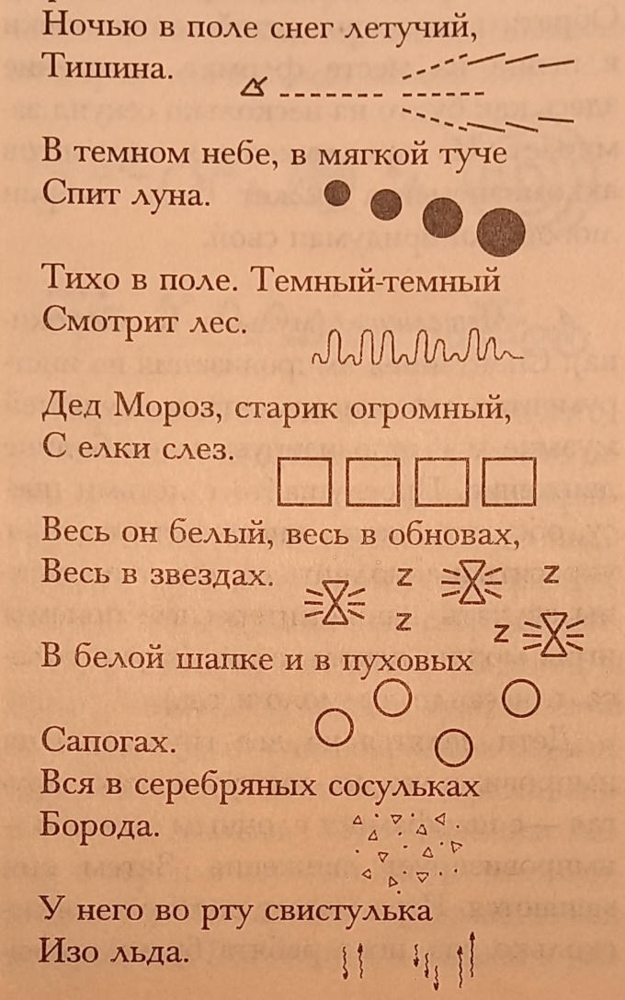 Ночью в поле снег летучий,
Тишина.
В темном небе, в мягкой туче
Спит луна.
Тихо в поле. Темный-темный
Смотрит лес.
Дед Мороз, старик огромный,
С елки слез.
Весь он белый, весь в обновах,
Весь в звездах.
z z
z
z
В белой шапке и в пуховых
Сапогах.
Вся в серебряных сосульках
Борода.
У него во рту свистулька
Изо льда.